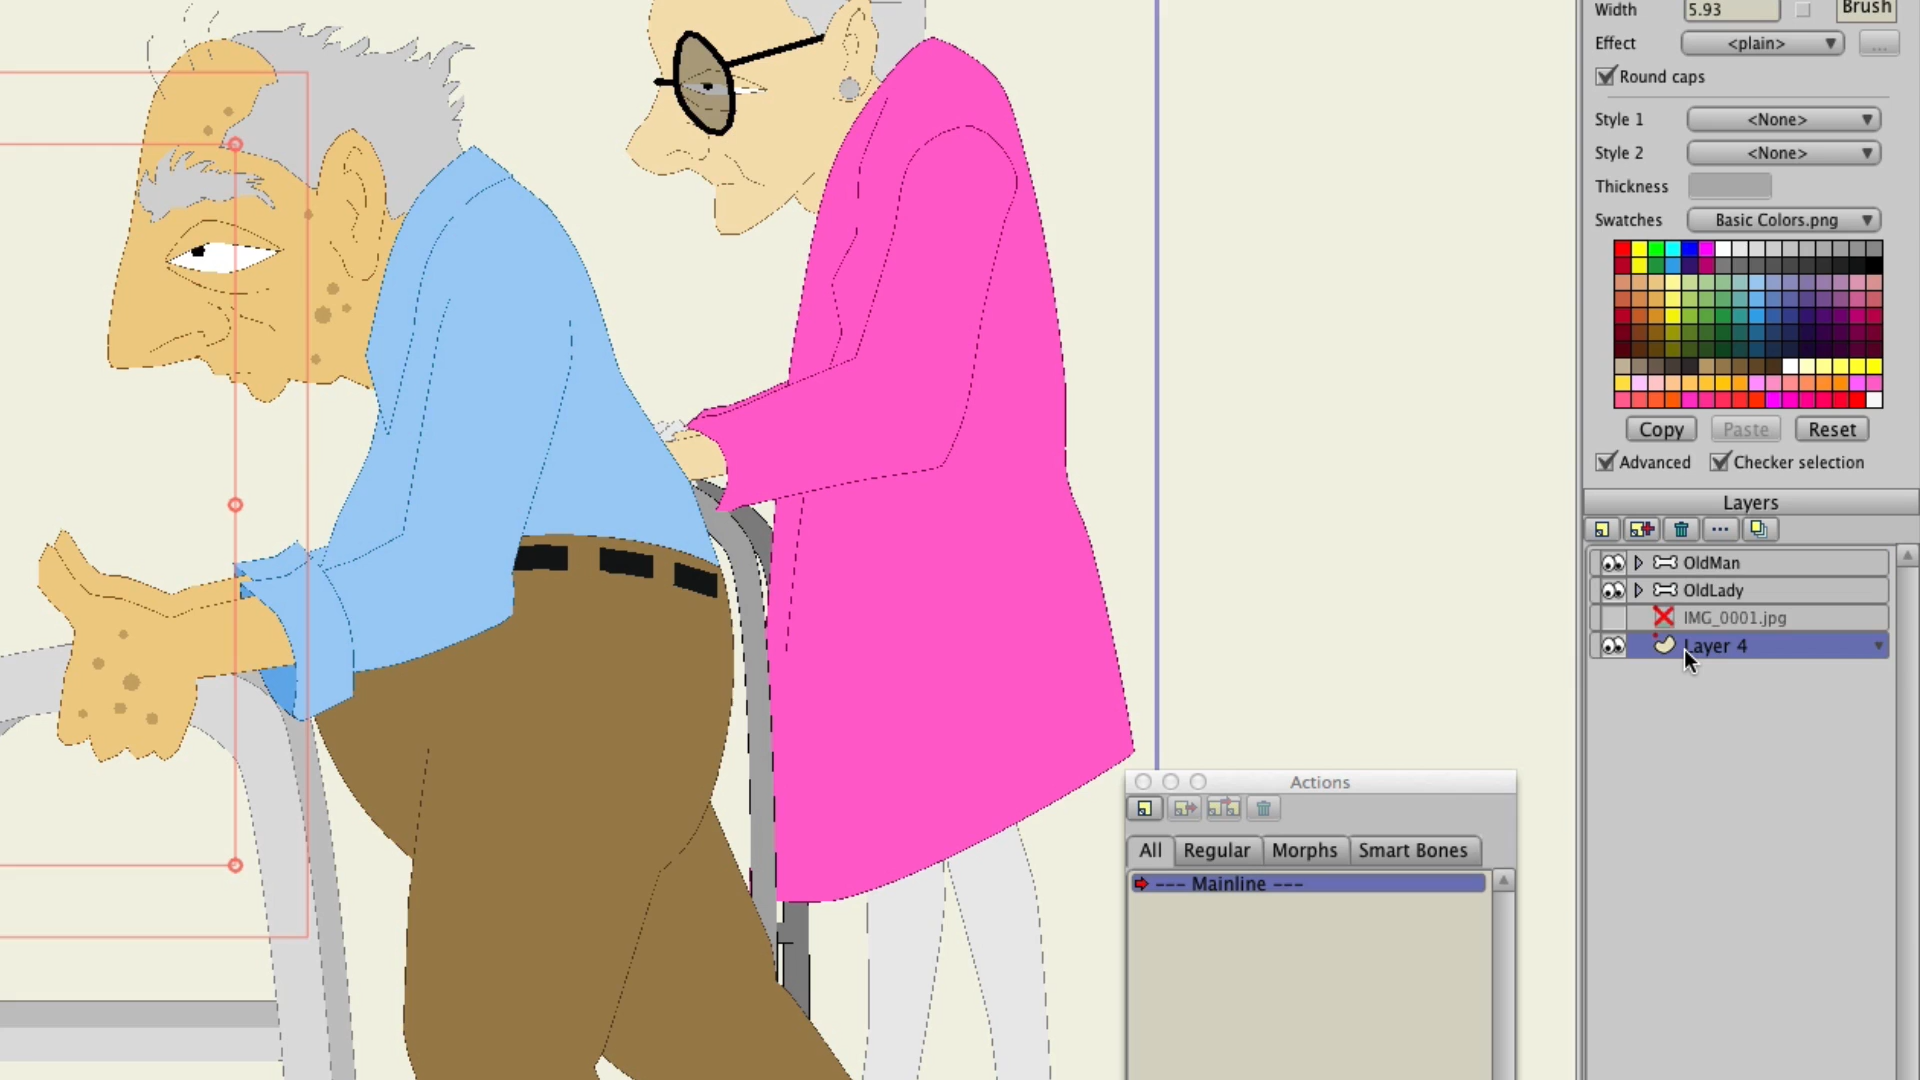 Width 5.93 Brush
Effect <plain> ...
Round caps
Style 1 <None>
Style 2 <None>
Thickness
Swatches Basic Colors.png
Copy Paste Reset
Advanced Checker selection
Layers
OldMan
OldLady
IMG_0001.jpg
Layer 4
Actions
All Regular Morphs Smart Bones
--- Mainline ---